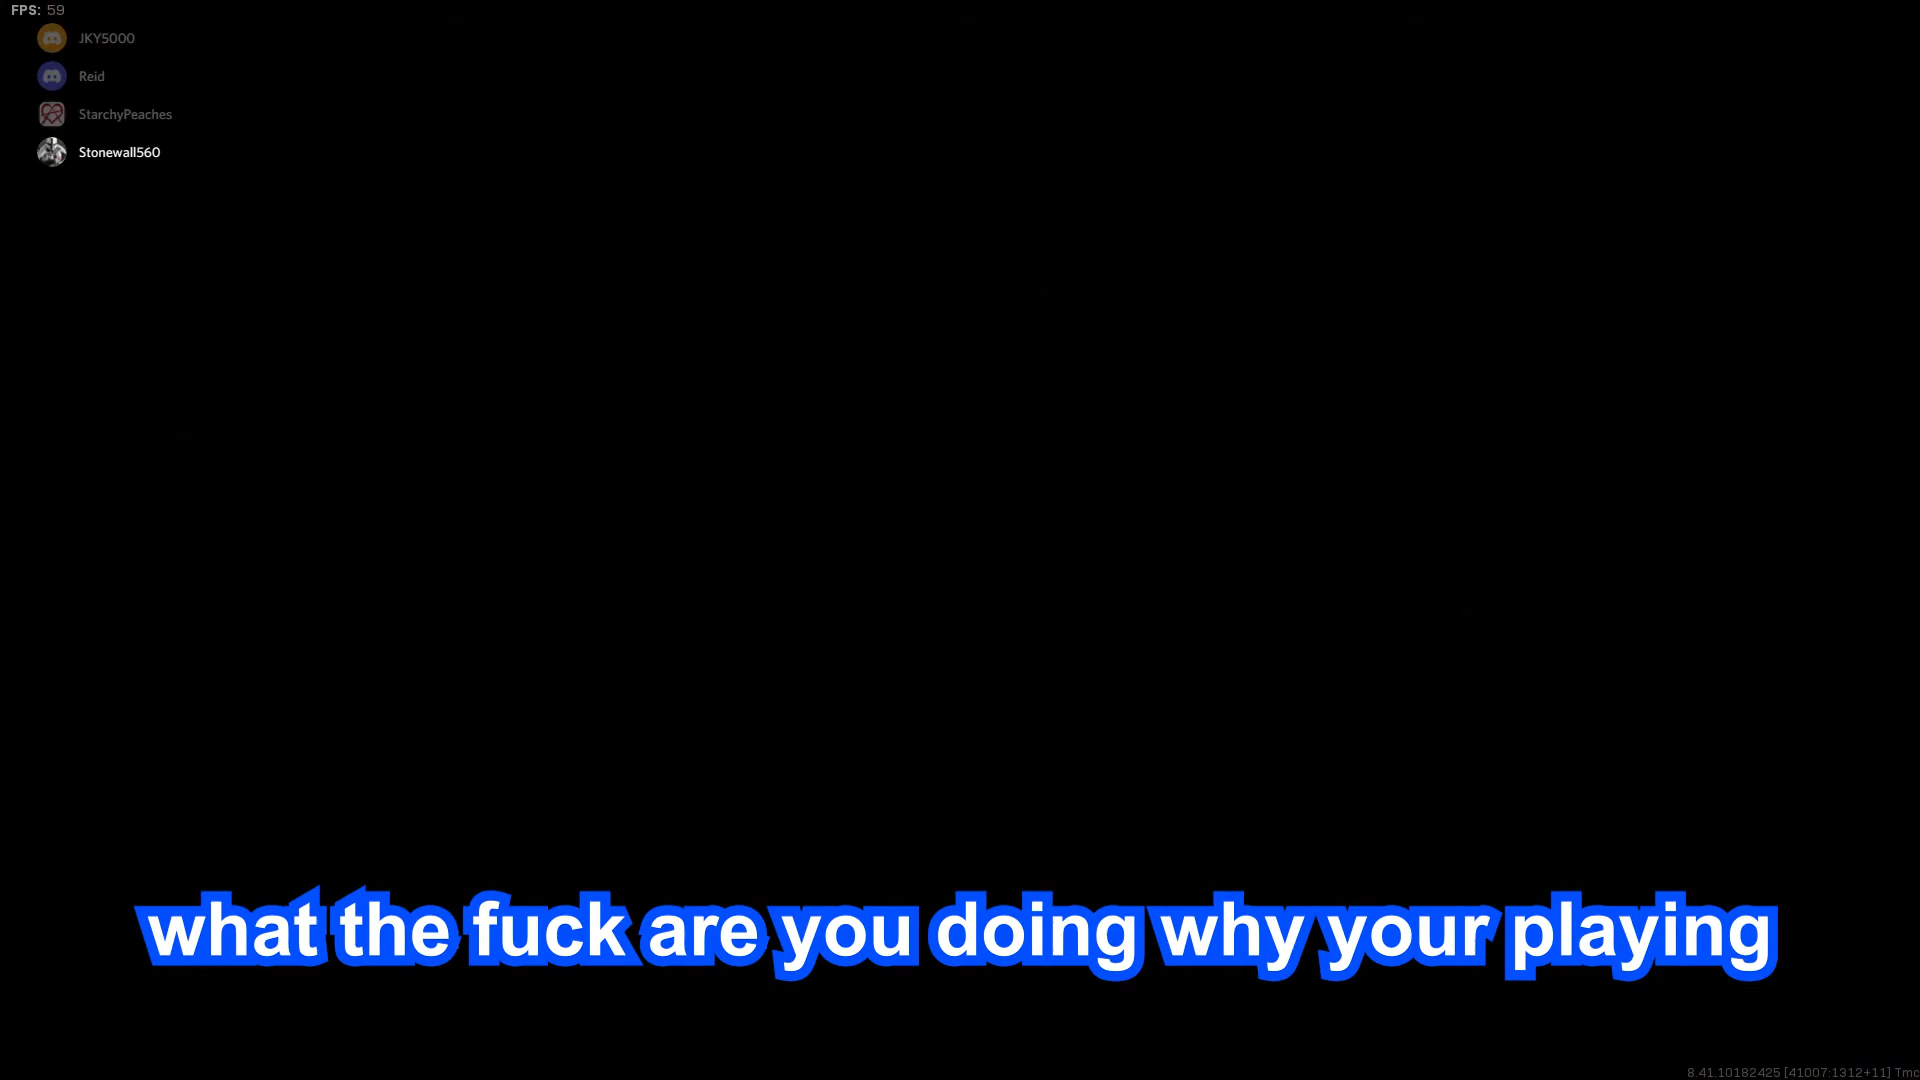 FPS: 59
JKY5000
Reid
StarchyPeaches
Stonewall560
what the fuck are you doing why your playing
8.41.10182425 [41007:1312+11] Tmc